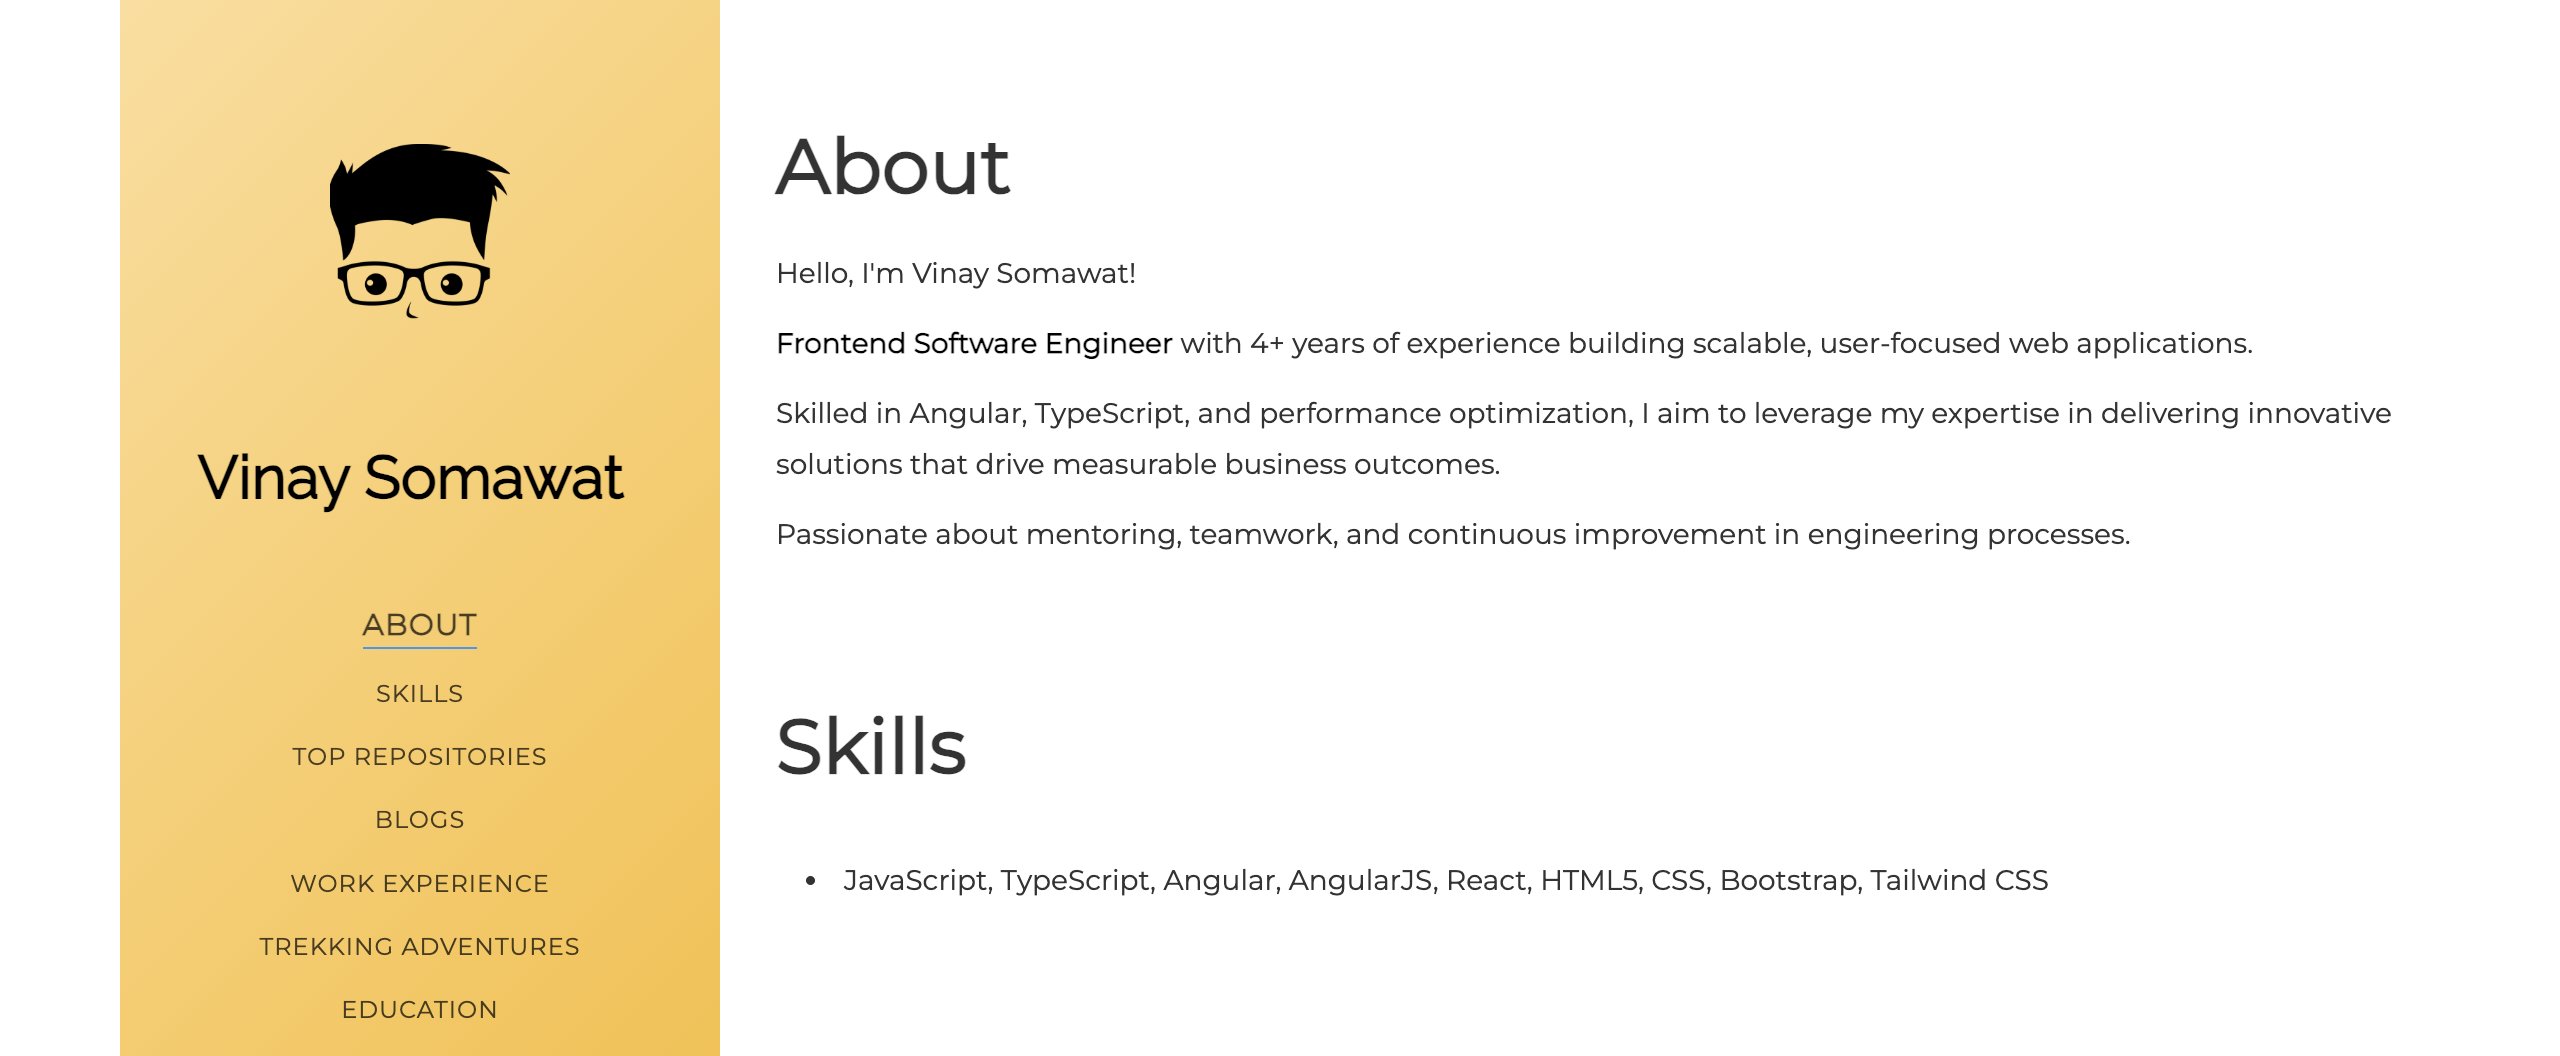 Vinay Somawat
ABOUT
SKILLS
TOP REPOSITORIES
BLOGS
WORK EXPERIENCE
TREKKING ADVENTURES
EDUCATION
About
Hello, I'm Vinay Somawat!
Frontend Software Engineer with 4+ years of experience building scalable, user-focused web applications.
Skilled in Angular, TypeScript, and performance optimization, I aim to leverage my expertise in delivering innovative
solutions that drive measurable business outcomes.
Passionate about mentoring, teamwork, and continuous improvement in engineering processes.
Skills
• JavaScript, TypeScript, Angular, AngularJS, React, HTML5, CSS, Bootstrap, Tailwind CSS